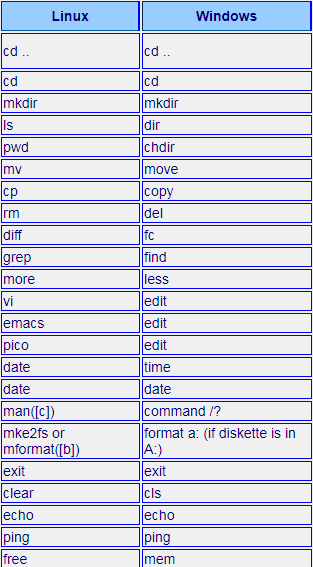 Linux Windows
cd .. cd ..
cd cd
mkdir mkdir
ls dir
pwd chdir
mv move
cp copy
rm del
diff fc
grep find
more less
vi edit
emacs edit
pico edit
date time
date date
man([c]) command /?
mke2fs or format a: (if diskette is in
mformat([b]) A:)
exit exit
clear cls
echo echo
ping ping
free mem